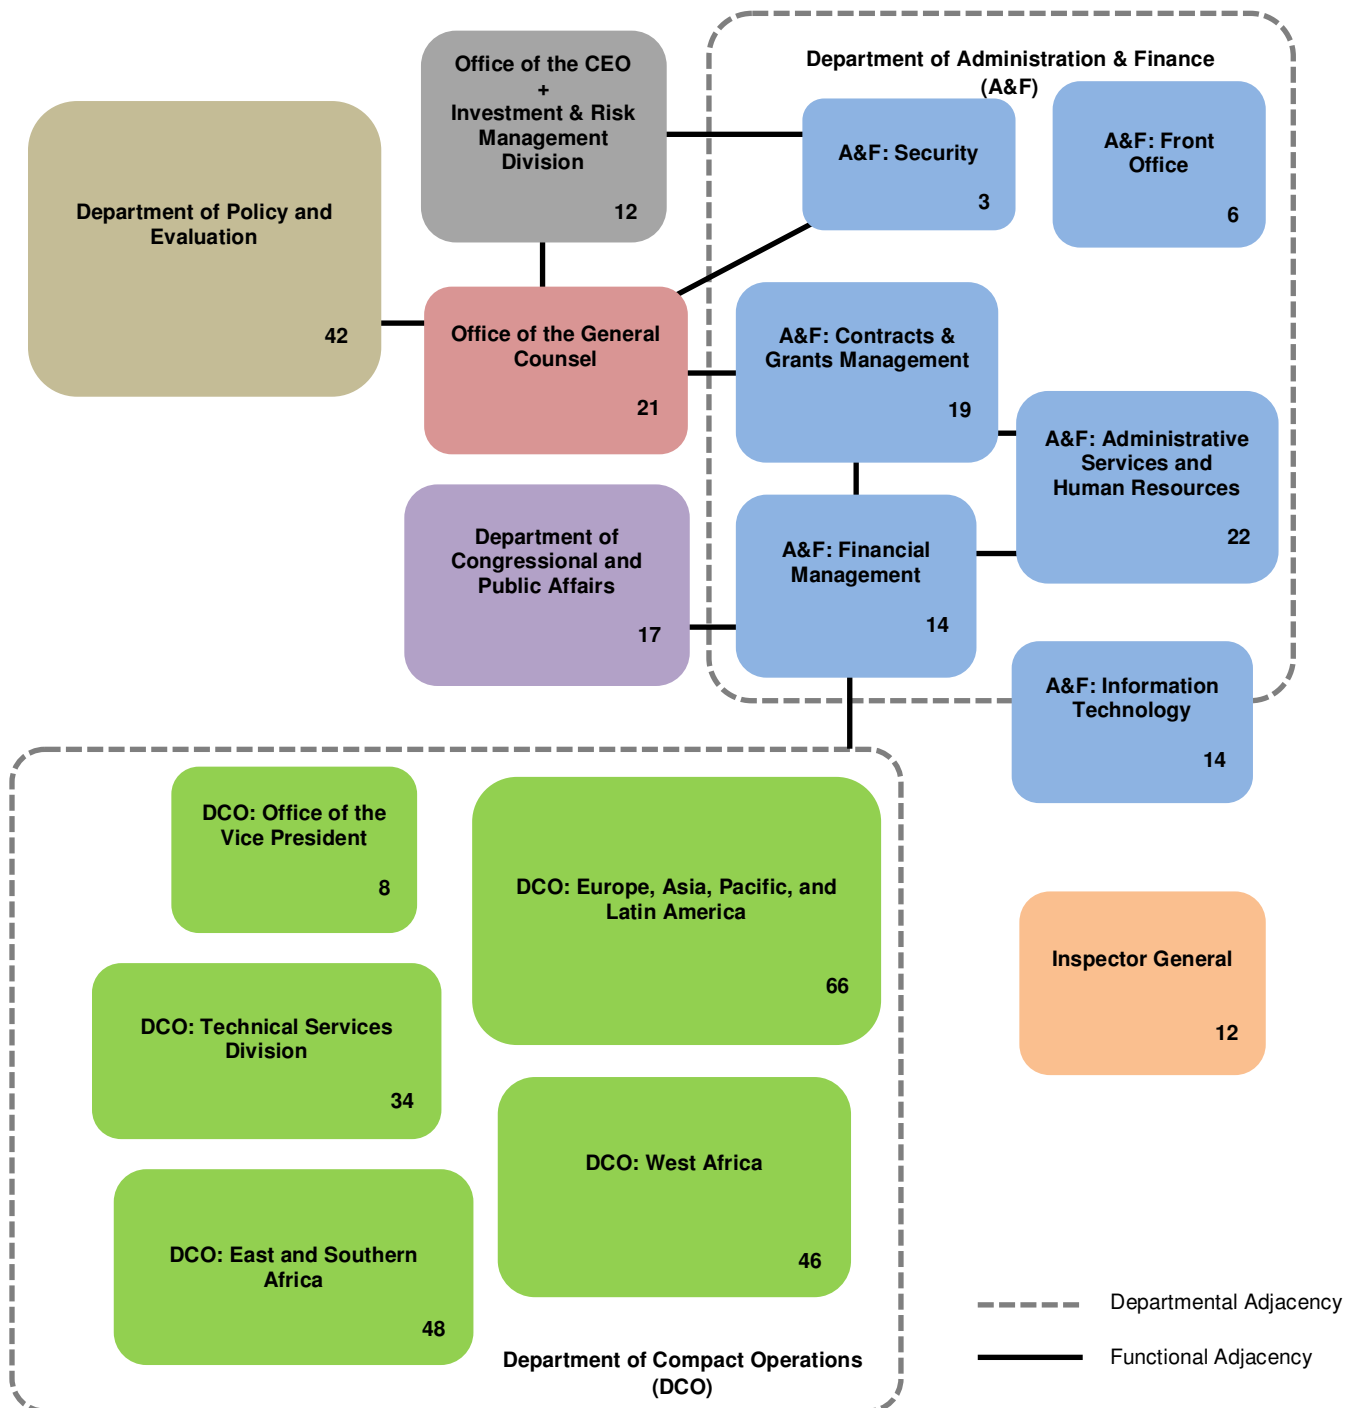 Office of the CEO
+
Investment & Risk
Management
Division
12
Department of Administration & Finance
(A&F)
A&F: Security
3
A&F: Front
Office
6
Department of Policy and
Evaluation
42
Office of the General
Counsel
21
A&F: Contracts &
Grants Management
19
A&F: Administrative
Services and
Human Resources
22
Department of
Congressional and
Public Affairs
17
A&F: Financial
Management
14
A&F: Information
Technology
14
DCO: Office of the
Vice President
8
DCO: Europe, Asia, Pacific, and
Latin America
66
Inspector General
12
DCO: Technical Services
Division
34
DCO: West Africa
46
DCO: East and Southern
Africa
48
Department of Compact Operations
(DCO)
Departmental Adjacency
Functional Adjacency